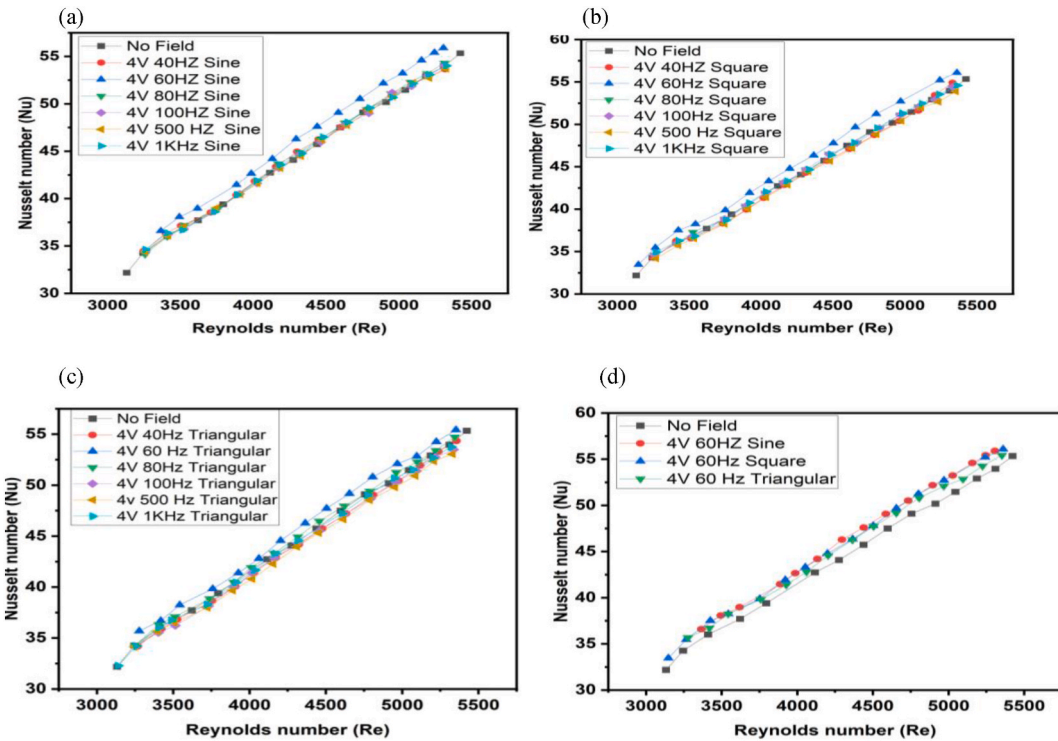 (a)
55
50
45
40
35
30
Nusselt number (Nu)
No Field
4V 40HZ Sine
4V 60HZ Sine
4V 80HZ Sine
4V 100HZ Sine
4V 500 HZ  Sine
4V 1KHz Sine
3000 3500 4000 4500 5000 5500
Reynolds number (Re)
(b)
60
55
50
45
40
35
30
Nusselt number (Nu)
No Field
4V 40HZ Square
4V 60Hz Square
4V 80Hz Square
4V 100Hz Square
4V 500 Hz Square
4V 1KHz Square
3000 3500 4000 4500 5000 5500
Reynolds number (Re)
(c)
55
50
45
40
35
30
Nusselt number (Nu)
No Field
4V 40Hz Triangular
4V 60 Hz Triangular
4V 80Hz Triangular
4V 100Hz Triangular
4v 500 Hz Triangular
4V 1KHz Triangular
3000 3500 4000 4500 5000 5500
Reynolds number (Re)
(d)
60
55
50
45
40
35
30
Nusselt number (Nu)
No Field
4V 60HZ Sine
4V 60Hz Square
4V 60 Hz Triangular
3000 3500 4000 4500 5000 5500
Reynolds number (Re)